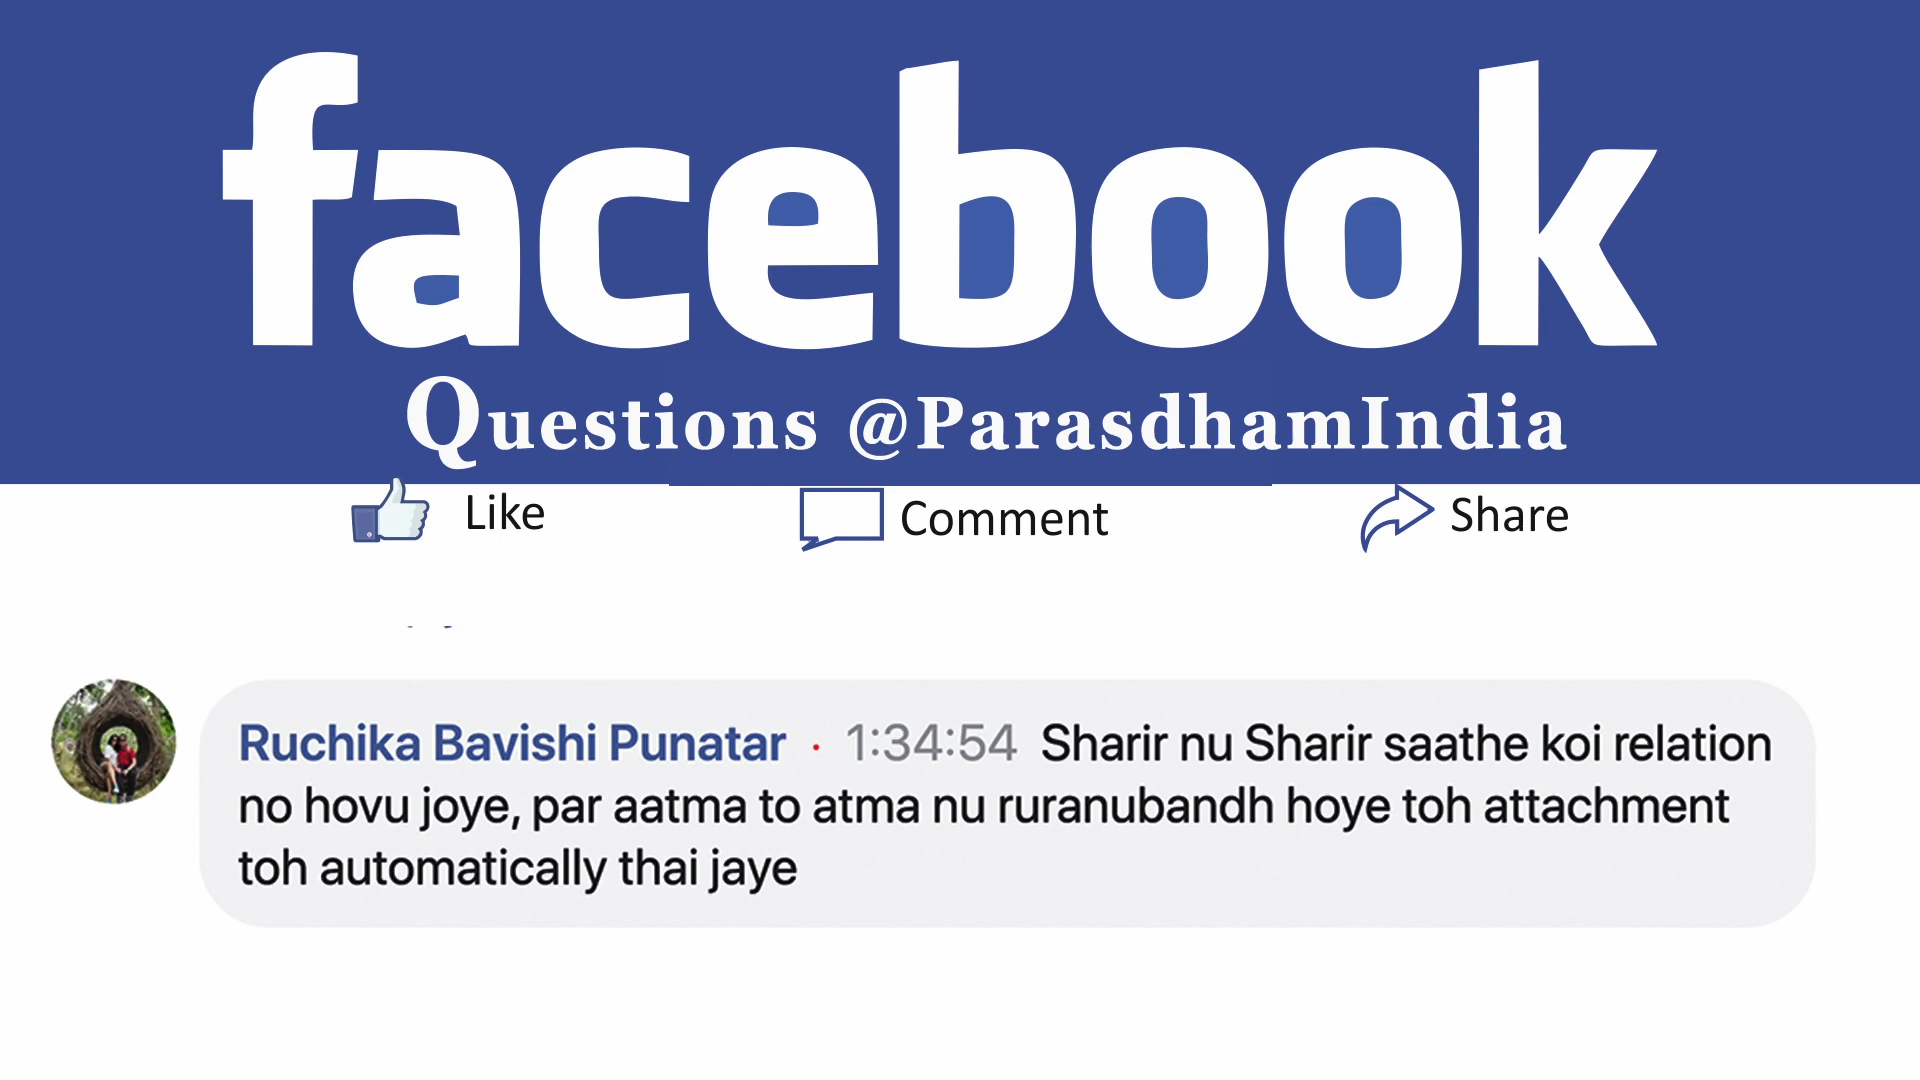 facebook
Questions @ParasdhamIndia
Like Comment Share
Ruchika Bavishi Punatar · 1:34:54 Sharir nu Sharir saathe koi relation
no hovu joye, par aatma to atma nu ruranubandh hoye toh attachment
toh automatically thai jaye